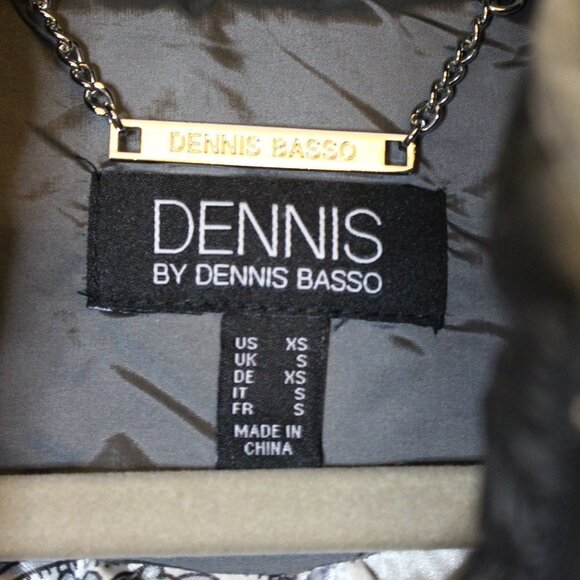 DENNIS BASSO
DENNIS
BY DENNIS BASSO
US XS
UK S
DE XS
IT S
FR S
MADE IN
CHINA